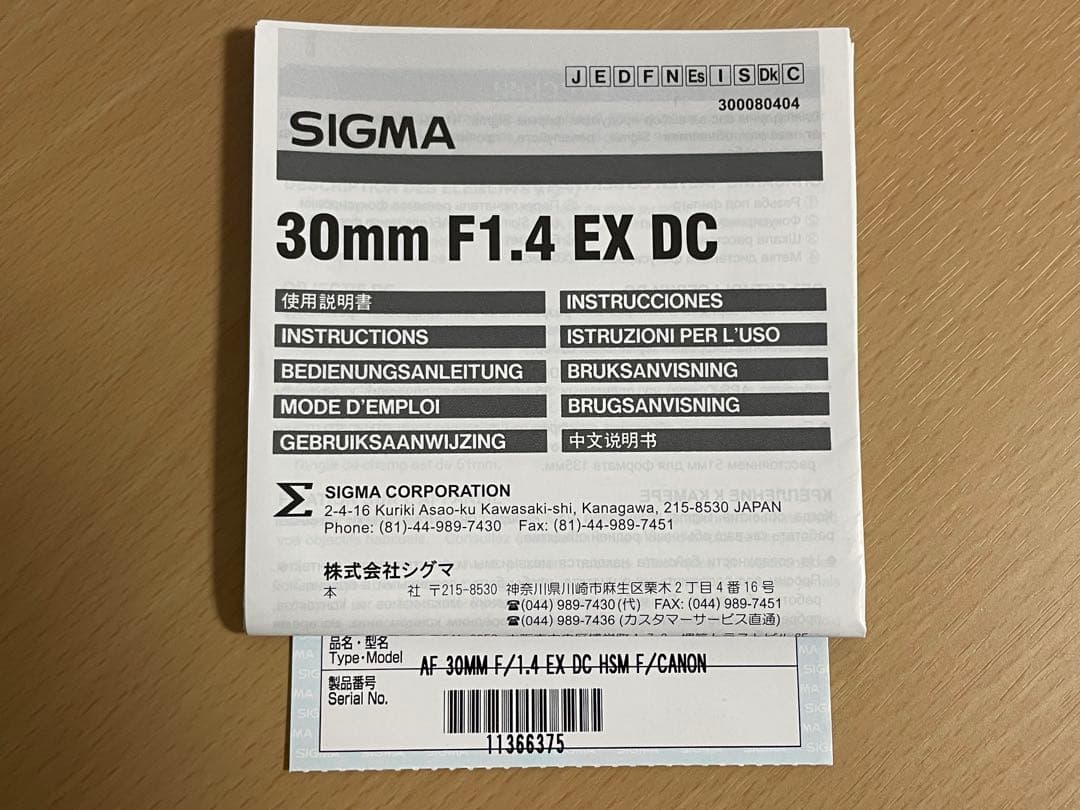 J E D F N Es I S Dk C
300080404
SIGMA
30mm F1.4 EX DC
使用説明書
INSTRUCTIONS
BEDIENUNGSANLEITUNG
MODE D'EMPLOI
GEBRUIKSAANWIJZING
INSTRUCCIONES
ISTRUZIONI PER L'USO
BRUKSANVISNING
BRUGSANVISNING
中文说明书
SIGMA CORPORATION
2-4-16 Kuriki Asao-ku Kawasaki-shi, Kanagawa, 215-8530 JAPAN
Phone: (81)-44-989-7430 Fax: (81)-44-989-7451
株式会社シグマ
本 社 〒215-8530 神奈川県川崎市麻生区栗木2丁目4番16号
☎(044) 989-7430 (代) FAX: (044) 989-7451
☎(044) 989-7436 (カスタマーサービス直通)
品名・型名
Type・Model AF 30MM F/1.4 EX DC HSM F/CANON
製品番号
Serial No.
11366375